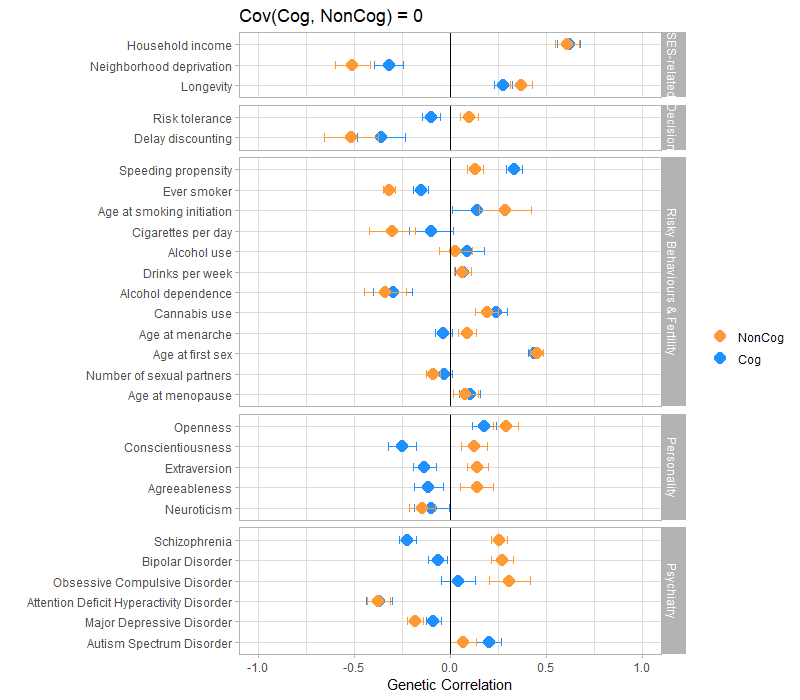 Cov(Cog, NonCog) = 0
Household income
Neighborhood deprivation
Longevity
SES-related
Risk tolerance
Delay discounting
Decision
Speeding propensity
Ever smoker
Age at smoking initiation
Cigarettes per day
Alcohol use
Drinks per week
Alcohol dependence
Cannabis use
Age at menarche
Age at first sex
Number of sexual partners
Age at menopause
Risky Behaviours & Fertility
Openness
Conscientiousness
Extraversion
Agreeableness
Neuroticism
Personality
Schizophrenia
Bipolar Disorder
Obsessive Compulsive Disorder
Attention Deficit Hyperactivity Disorder
Major Depressive Disorder
Autism Spectrum Disorder
Psychiatry
-1.0 -0.5 0.0 0.5 1.0
Genetic Correlation
NonCog
Cog